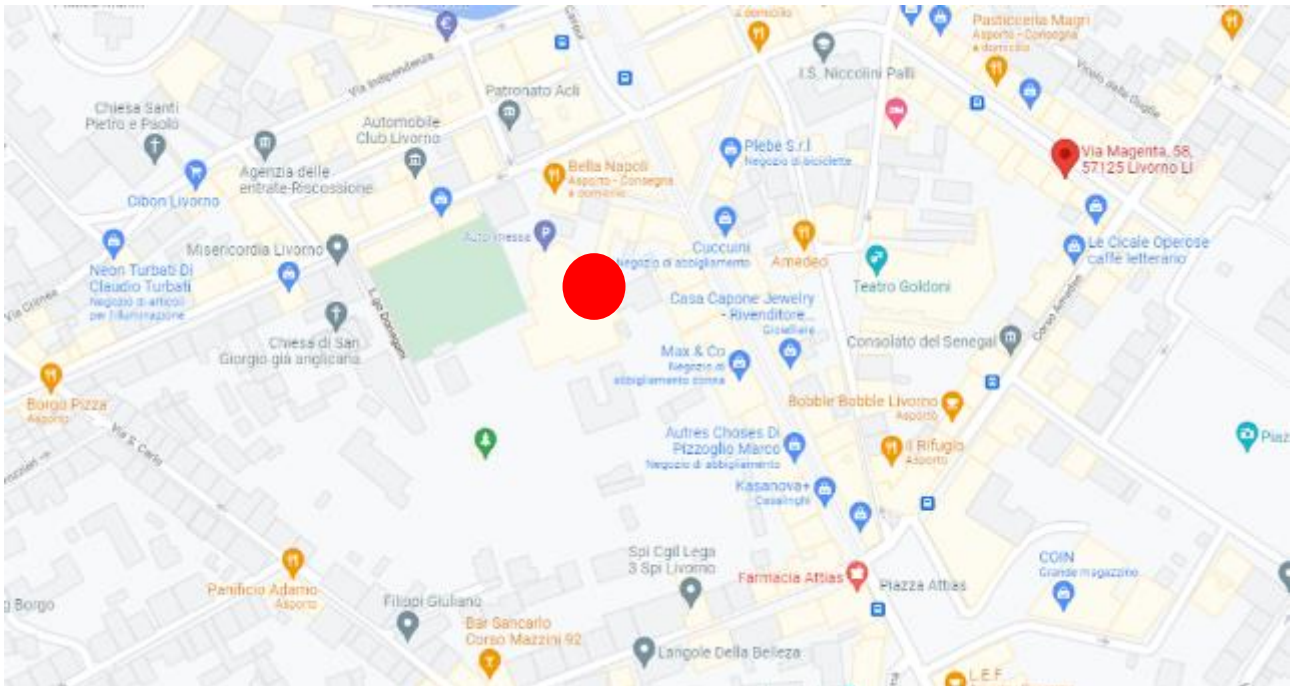 a domicilio
Pasticceria Magri
Asporto - Consegna
a domicilio
Via Indipendenza
I.S. Niccolini Palli
Patronato Acli
Vicolo delle Guglie
Chiesa Santi
Pietro e Paolo
Automobile
Club Livorno
Plebe S.r.l
Negozio di biciclette
Via Magenta, 58,
57125 Livorno LI
Agenzia delle
entrate-Riscossione
Bella Napoli
Asporto - Consegna
a domicilio
Cibon Livorno
Misericordia Livorno
Cuccuini
Negozio di abbigliamento
Amedeo
Le Cicale Operose
caffè letterario
Neon Turbati Di
Claudio Turbati
Negozio di articoli
per l'illuminazione
Via Crimea
Teatro Goldoni
Casa Capone Jewelry
- Rivenditore...
Gioielliere
Corso Amedeo
L.go Duomo
Chiesa di San
Giorgio già anglicana
Consolato del Senegal
Max & Co
Negozio di
abbigliamento donna
Borgo Pizza
Asporto
Bobble Bobble Livorno
Asporto
Via S. Carlo
Autres Choses Di
Pizzoglio Marco
Negozio di abbigliamento
Il Rifugio
Asporto
Piaz
Kasanova+
Casalinghi
Spi Cgil Lega
3 Spi Livorno
COIN
Grande magazzino
Farmacia Attias
Piazza Attias
Panificio Adamo
Asporto
Filippi Giuliano
o Borgo
Bar Sancarlo
Corso Mazzini 92
Langole Della Belleza
L.E.F.